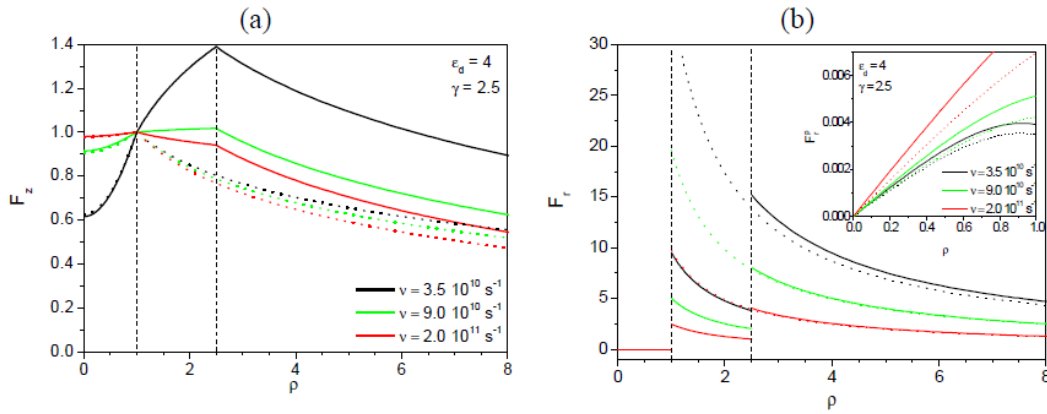 (a)
1.4
1.2
1.0
0.8
0.6
0.4
0.2
0.0
F_z
ε_d = 4
γ = 2.5
ν = 3.5 10^10 s^-1
ν = 9.0 10^10 s^-1
ν = 2.0 10^11 s^-1
0 2 4 6 8
ρ
(b)
30
25
20
15
10
5
0
F_r
0 2 4 6 8
ρ
0.006
0.004
0.002
0.000
F_r^p
ε_d = 4
γ = 2.5
ν = 3.5 10^10 s^-1
ν = 9.0 10^10 s^-1
ν = 2.0 10^11 s^-1
0.0 0.2 0.4 0.6 0.8 1.0
ρ